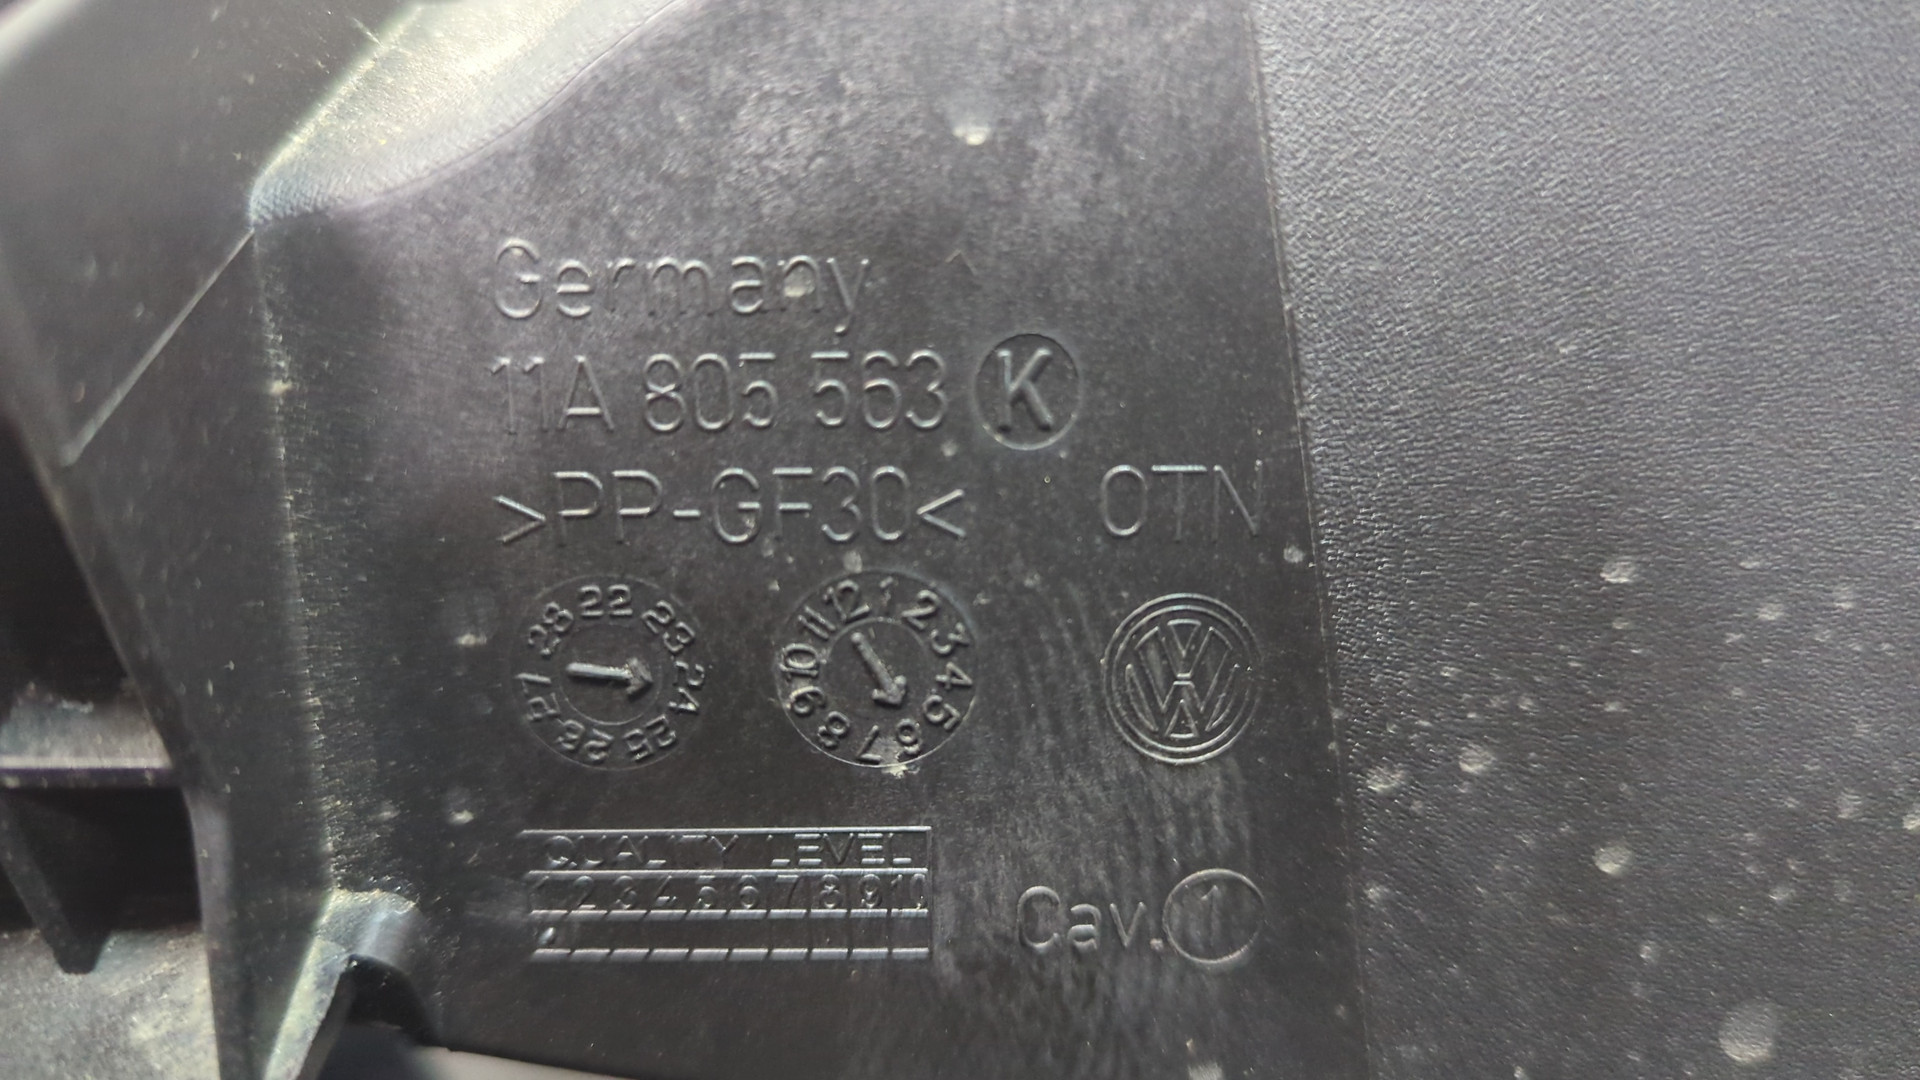 Germany
11A 805 563 K
>PP-GF30< OTN
22 23 24 25 26 27 28
12 1 2 3 4 5 6 7 8 9 10 11
VW
QUALITY LEVEL
1 2 3 4 5 6 7 8 9 10
Cav. 1